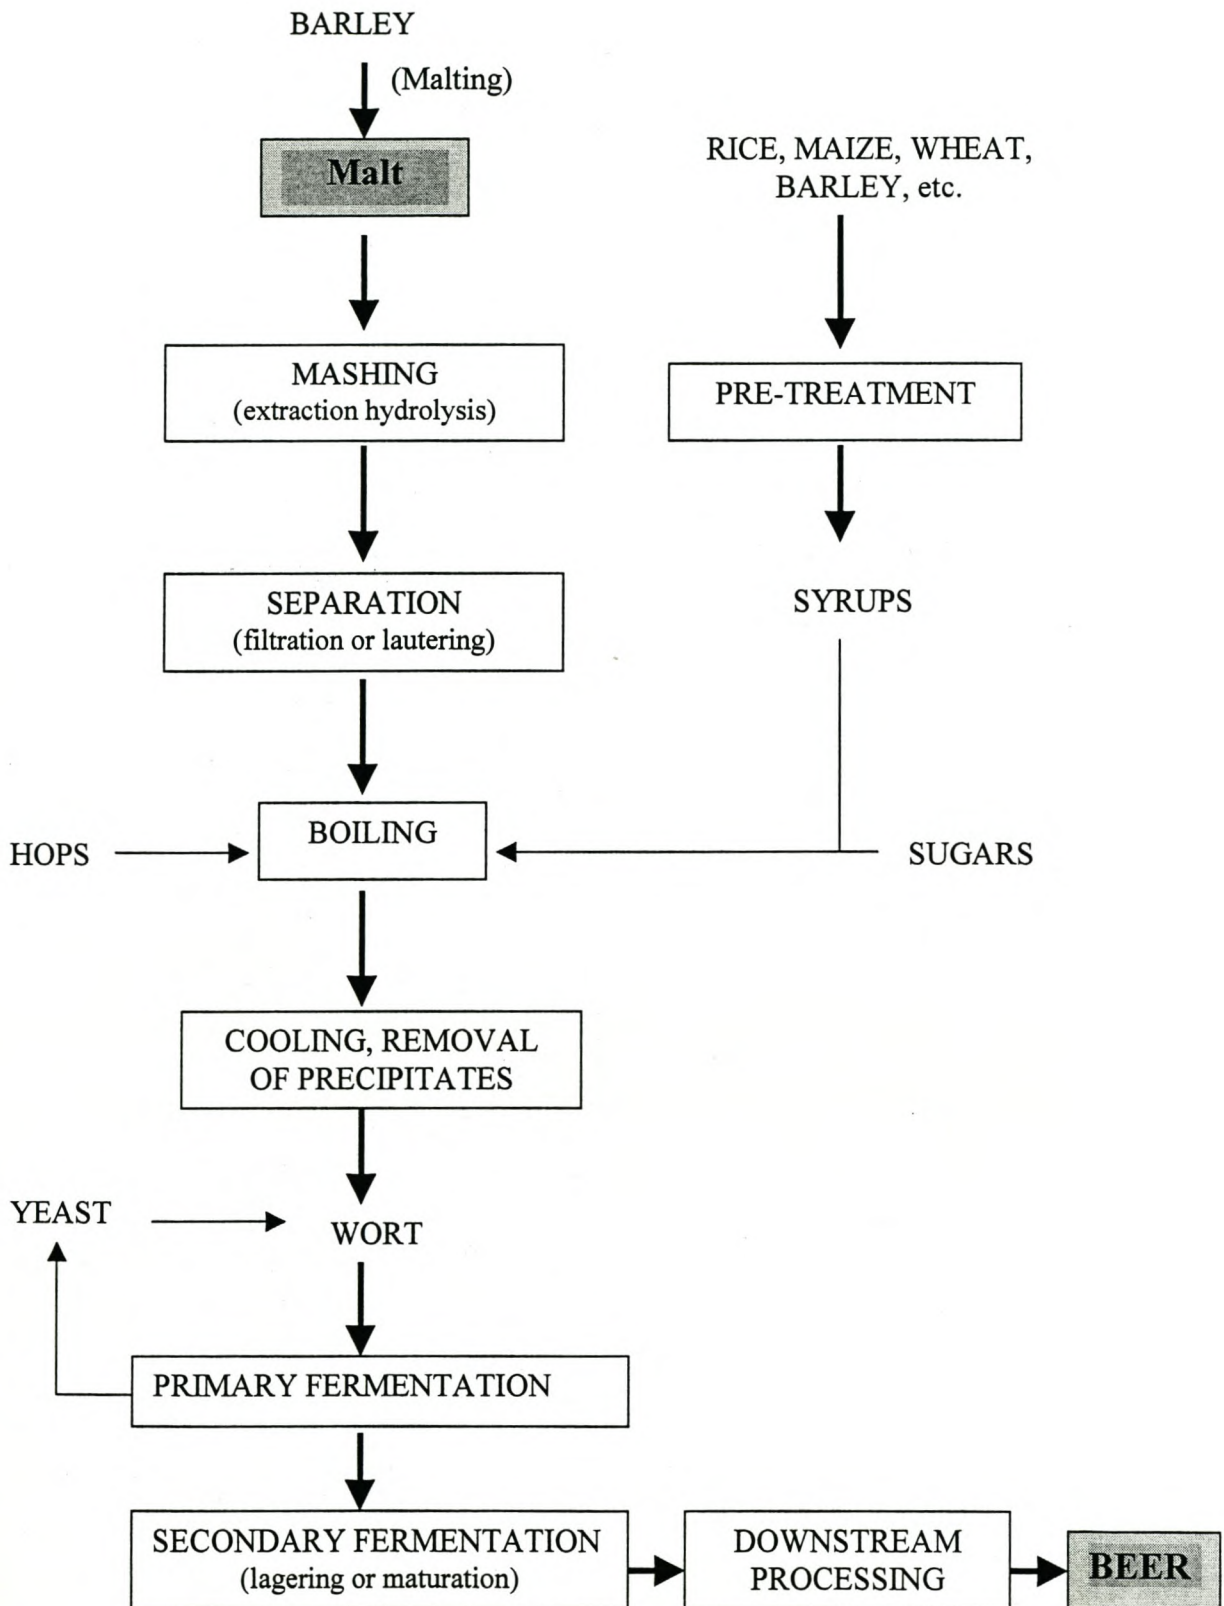 BARLEY
(Malting)
Malt
RICE, MAIZE, WHEAT,
BARLEY, etc.
MASHING
(extraction hydrolysis)
PRE-TREATMENT
SEPARATION
(filtration or lautering)
SYRUPS
HOPS
BOILING
SUGARS
COOLING, REMOVAL
OF PRECIPITATES
YEAST
WORT
PRIMARY FERMENTATION
SECONDARY FERMENTATION
(lagering or maturation)
DOWNSTREAM
PROCESSING
BEER